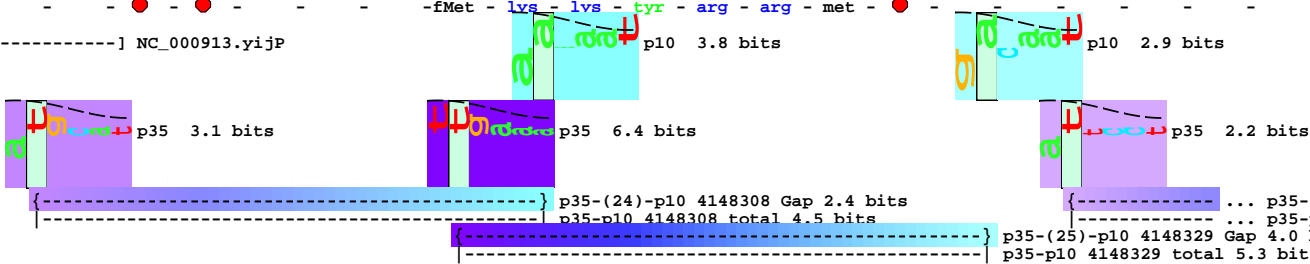 - - - - - - -fMet - lys - lys - tyr - arg - arg - met - - - - - - -
-----------] NC_000913.yijP
a a a a t p10 3.8 bits
g a c a a t p10 2.9 bits
a t g c a t p35 3.1 bits
t t g a a a a p35 6.4 bits
a t t c c t p35 2.2 bits
{------------------------------------------------} p35-(24)-p10 4148308 Gap 2.4 bits
{-------------- ... p35-
|------------------------------------------------| p35-p10 4148308 total 4.5 bits
|-------------- ... p35-
{--------------------------------------------------} p35-(25)-p10 4148329 Gap 4.0
|--------------------------------------------------| p35-p10 4148329 total 5.3 bit